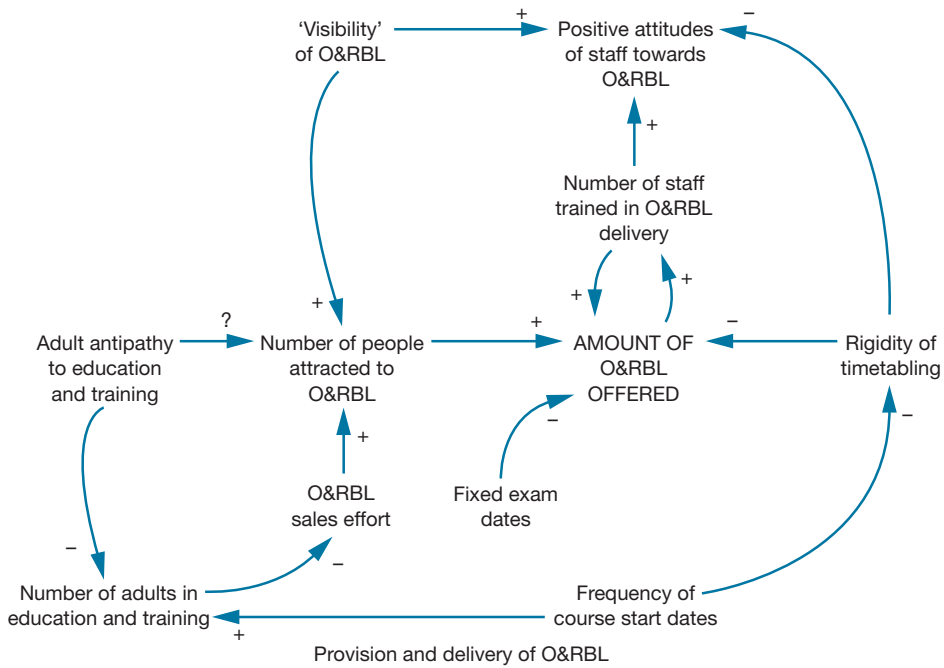 ‘Visibility’
of O&RBL
+
Positive attitudes
of staff towards
O&RBL
–
+
Number of staff
trained in O&RBL
delivery
+
+
+
?
Adult antipathy
to education
and training
Number of people
attracted to
O&RBL
+
AMOUNT OF
O&RBL
OFFERED
–
Rigidity of
timetabling
–
–
+
O&RBL
sales effort
Fixed exam
dates
–
–
Number of adults in
education and training
+
Frequency of
course start dates
Provision and delivery of O&RBL